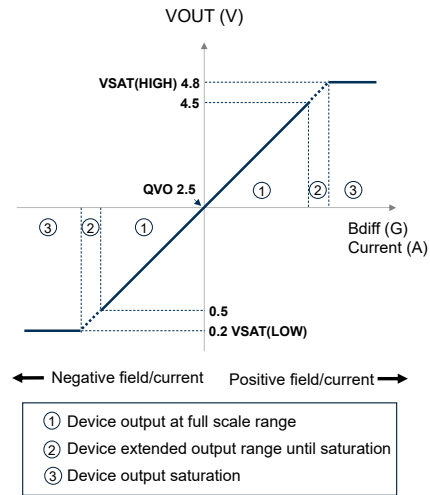 VOUT (V)
VSAT(HIGH) 4.8
4.5
QVO 2.5
① ② ③
③ ② ①
Bdiff (G)
Current (A)
0.5
0.2 VSAT(LOW)
Negative field/current Positive field/current
① Device output at full scale range
② Device extended output range until saturation
③ Device output saturation